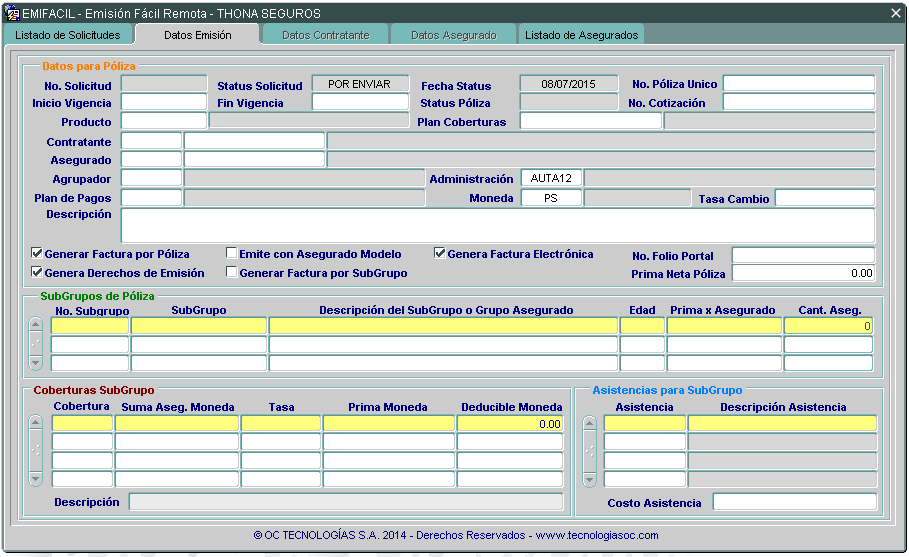 EMIFACIL - Emisión Fácil Remota - THONA SEGUROS
Listado de Solicitudes Datos Emisión Datos Contratante Datos Asegurado Listado de Asegurados
Datos para Póliza
No. Solicitud Status Solicitud POR ENVIAR Fecha Status 08/07/2015 No. Póliza Unico
Inicio Vigencia Fin Vigencia Status Póliza No. Cotización
Producto Plan Coberturas
Contratante
Asegurado
Agrupador Administración AUTA12
Plan de Pagos Moneda PS Tasa Cambio
Descripción
Generar Factura por Póliza Emite con Asegurado Modelo Genera Factura Electrónica No. Folio Portal
Genera Derechos de Emisión Generar Factura por SubGrupo Prima Neta Póliza 0.00
SubGrupos de Póliza
No. Subgrupo SubGrupo Descripción del SubGrupo o Grupo Asegurado Edad Prima x Asegurado Cant. Aseg.
0
Coberturas SubGrupo Asistencias para SubGrupo
Cobertura Suma Aseg. Moneda Tasa Prima Moneda Deducible Moneda Asistencia Descripción Asistencia
0.00
Descripción Costo Asistencia
© OC TECNOLOGÍAS S.A. 2014 - Derechos Reservados - www.tecnologiasoc.com